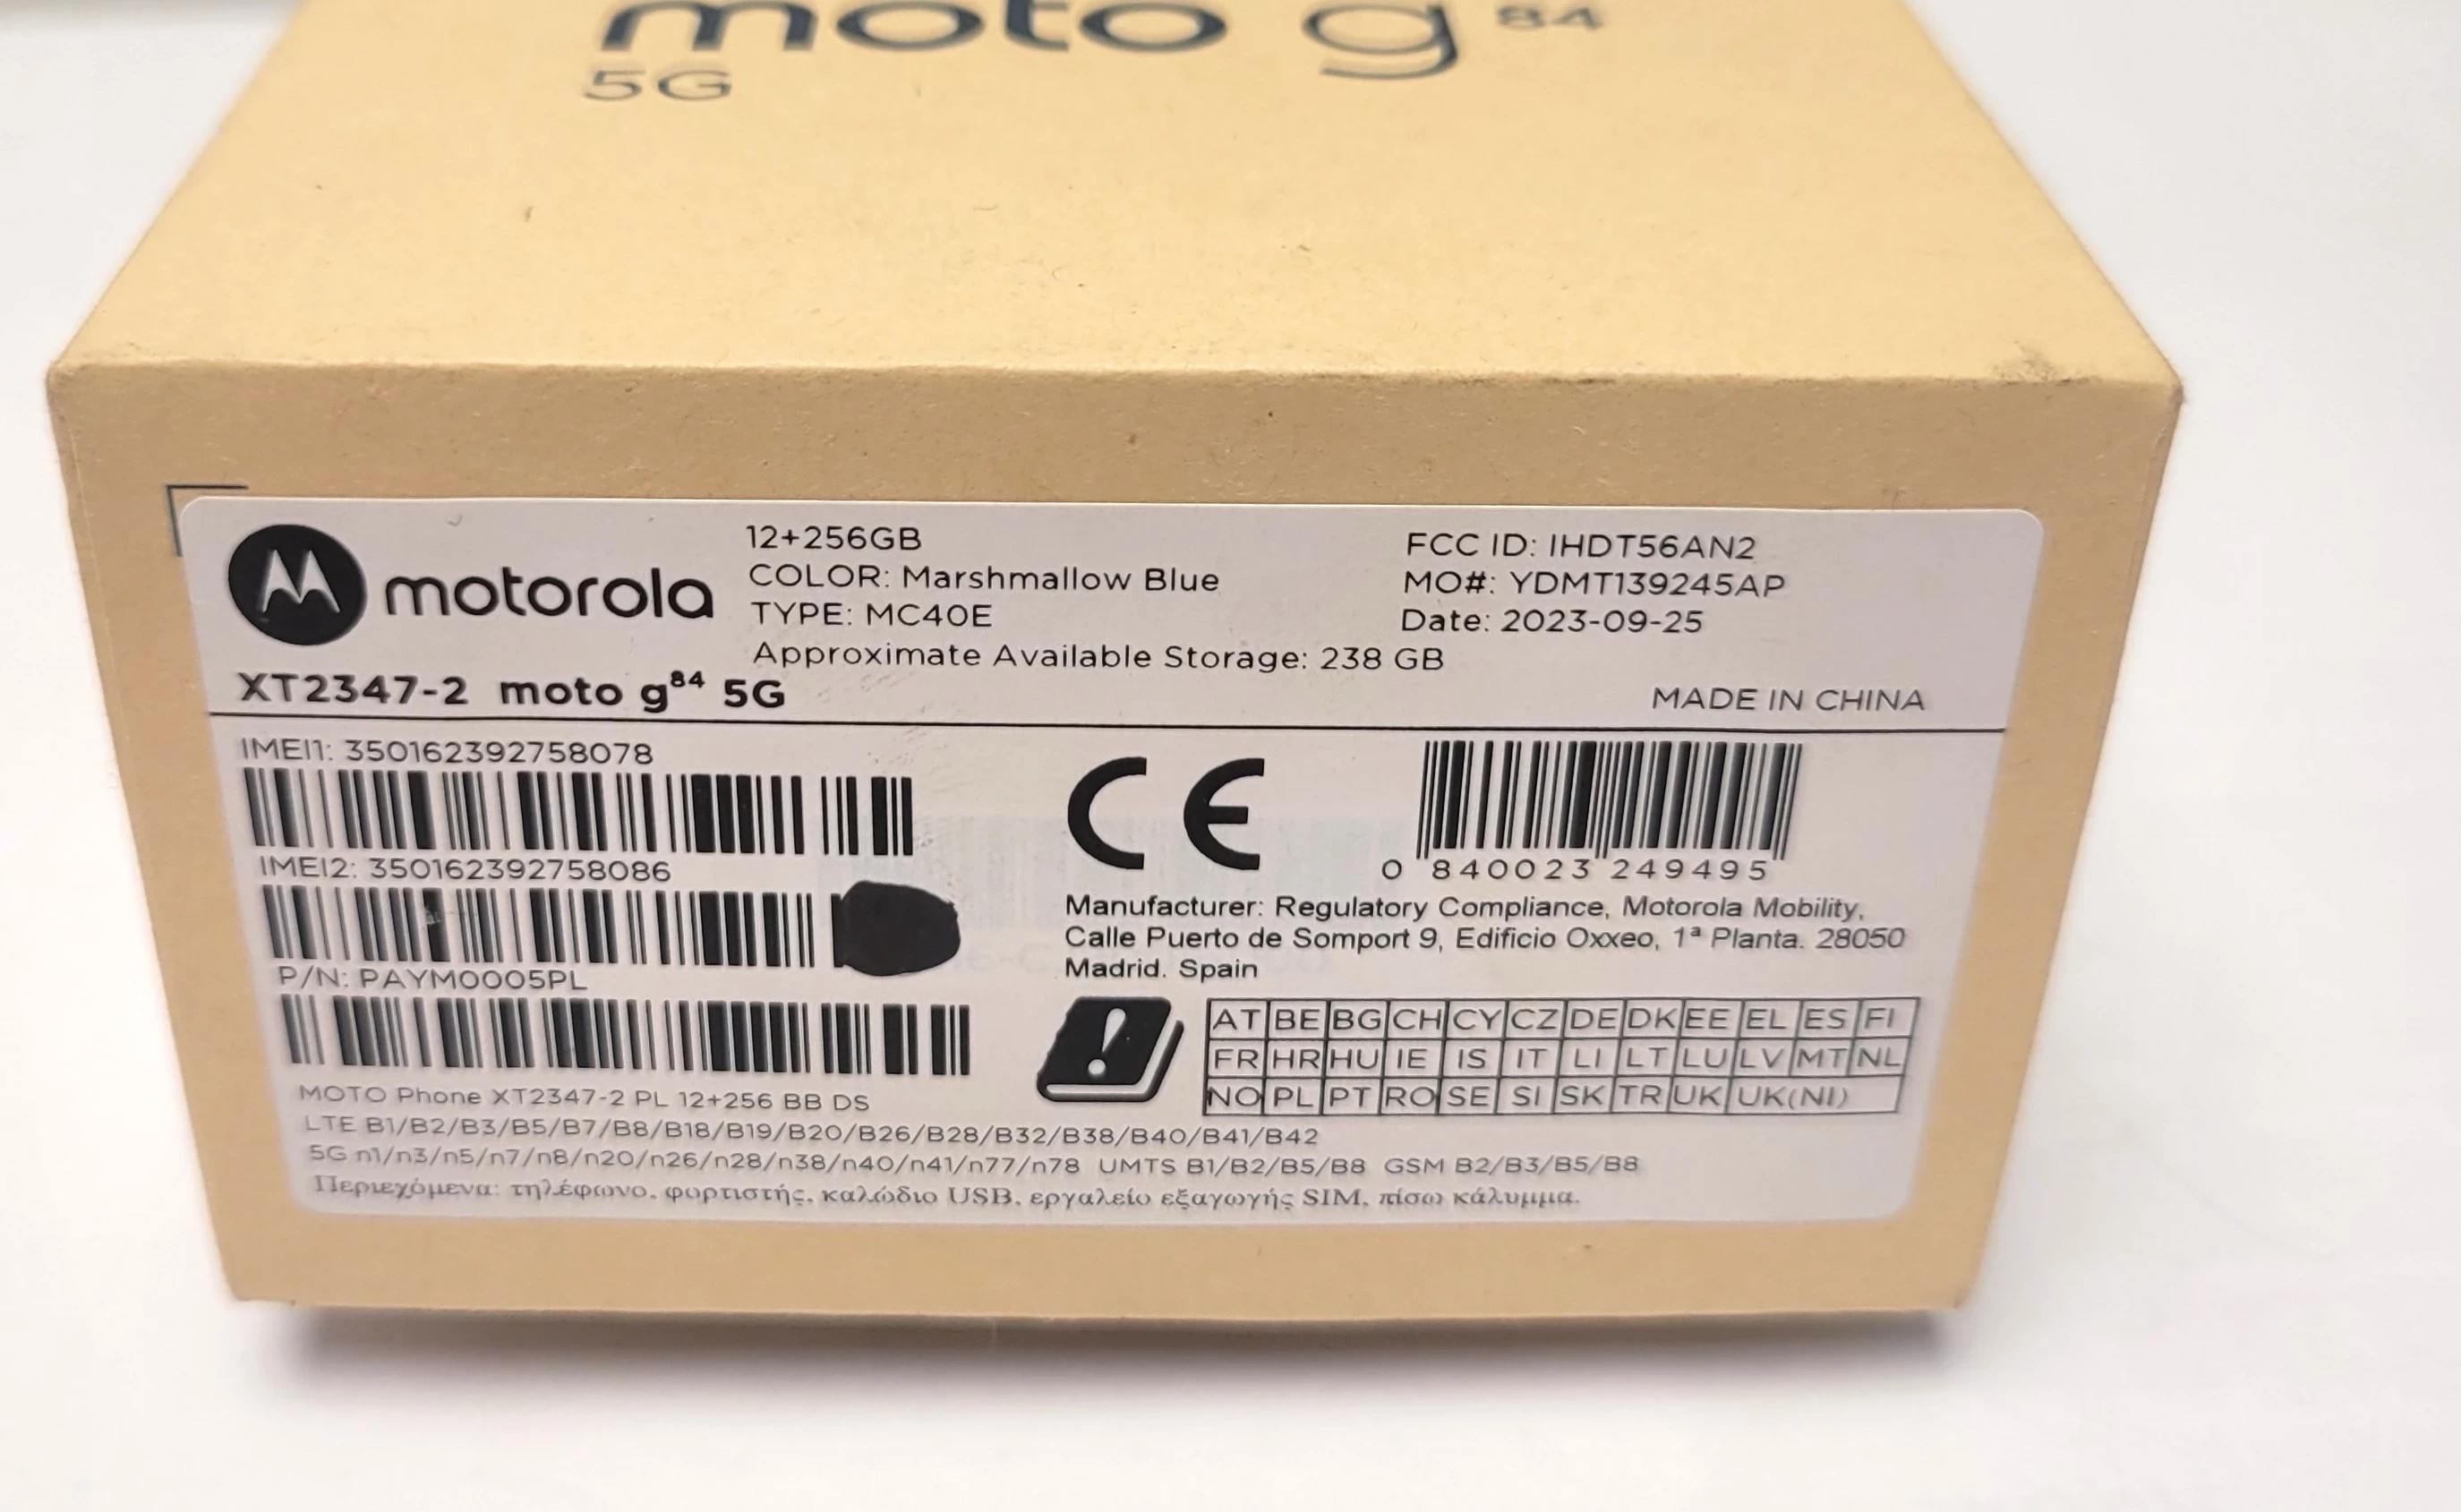 moto g 84
5G
motorola
12+256GB
COLOR: Marshmallow Blue
TYPE: MC40E
Approximate Available Storage: 238 GB
FCC ID: IHDT56AN2
MO#: YDMT139245AP
Date: 2023-09-25
XT2347-2 moto g84 5G
MADE IN CHINA
IMEI1: 350162392758078
IMEI2: 350162392758086
P/N: PAYM0005PL
MOTO Phone XT2347-2 PL 12+256 BB DS
CE
0 840023 249495
Manufacturer: Regulatory Compliance, Motorola Mobility,
Calle Puerto de Somport 9, Edificio Oxxeo, 1ª Planta. 28050
Madrid. Spain
AT BE BG CH CY CZ DE DK EE EL ES FI
FR HR HU IE IS IT LI LT LU LV MT NL
NO PL PT RO SE SI SK TR UK UK(NI)
LTE B1/B2/B3/B5/B7/B8/B18/B19/B20/B26/B28/B32/B38/B40/B41/B42
5G n1/n3/n5/n7/n8/n20/n26/n28/n38/n40/n41/n77/n78 UMTS B1/B2/B5/B8 GSM B2/B3/B5/B8
Περιεχόμενα: τηλέφωνο, φορτιστής, καλώδιο USB, εργαλείο εξαγωγής SIM, πίσω κάλυμμα.